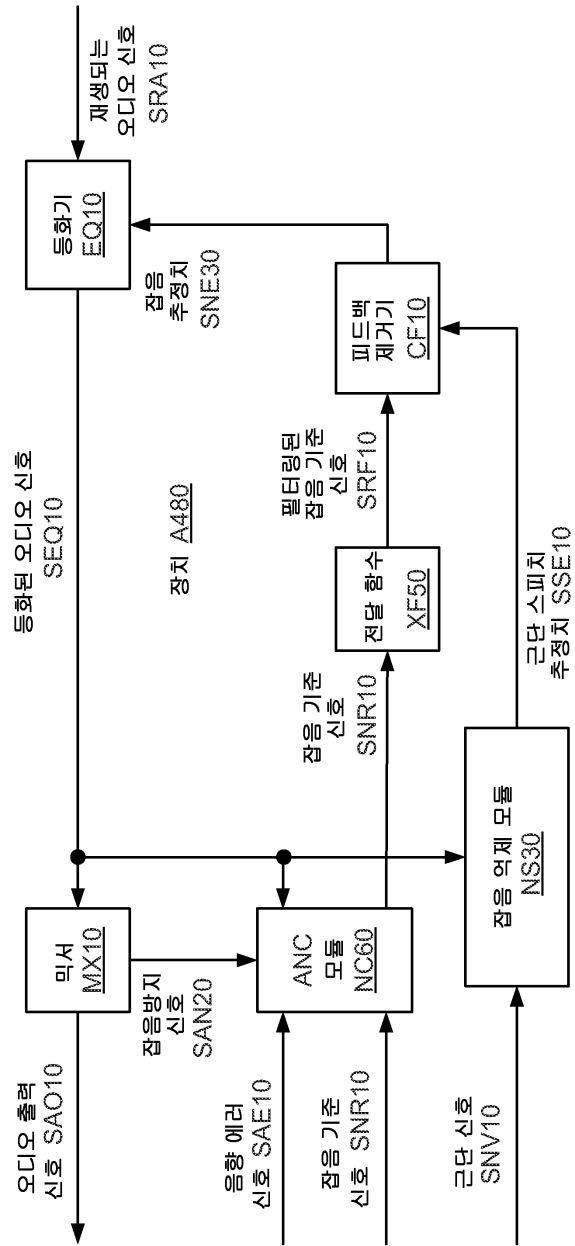 오디오 출력
신호 SAO10
믹서
MX10
등화된 오디오 신호
SEQ10
등화기
EQ10
재생되는
오디오 신호
SRA10
잡음방지
신호
SAN20
잡음
추정치
SNE30
장치 A480
음향 에러
신호 SAE10
ANC
모듈
NC60
잡음 기준
신호 SNR10
잡음 기준
신호
SNR10
전달 함수
XF50
필터링된
잡음 기준
신호
SRF10
피드백
제거기
CF10
근단 신호
SNV10
잡음 억제 모듈
NS30
근단 스피치
추정치 SSE10